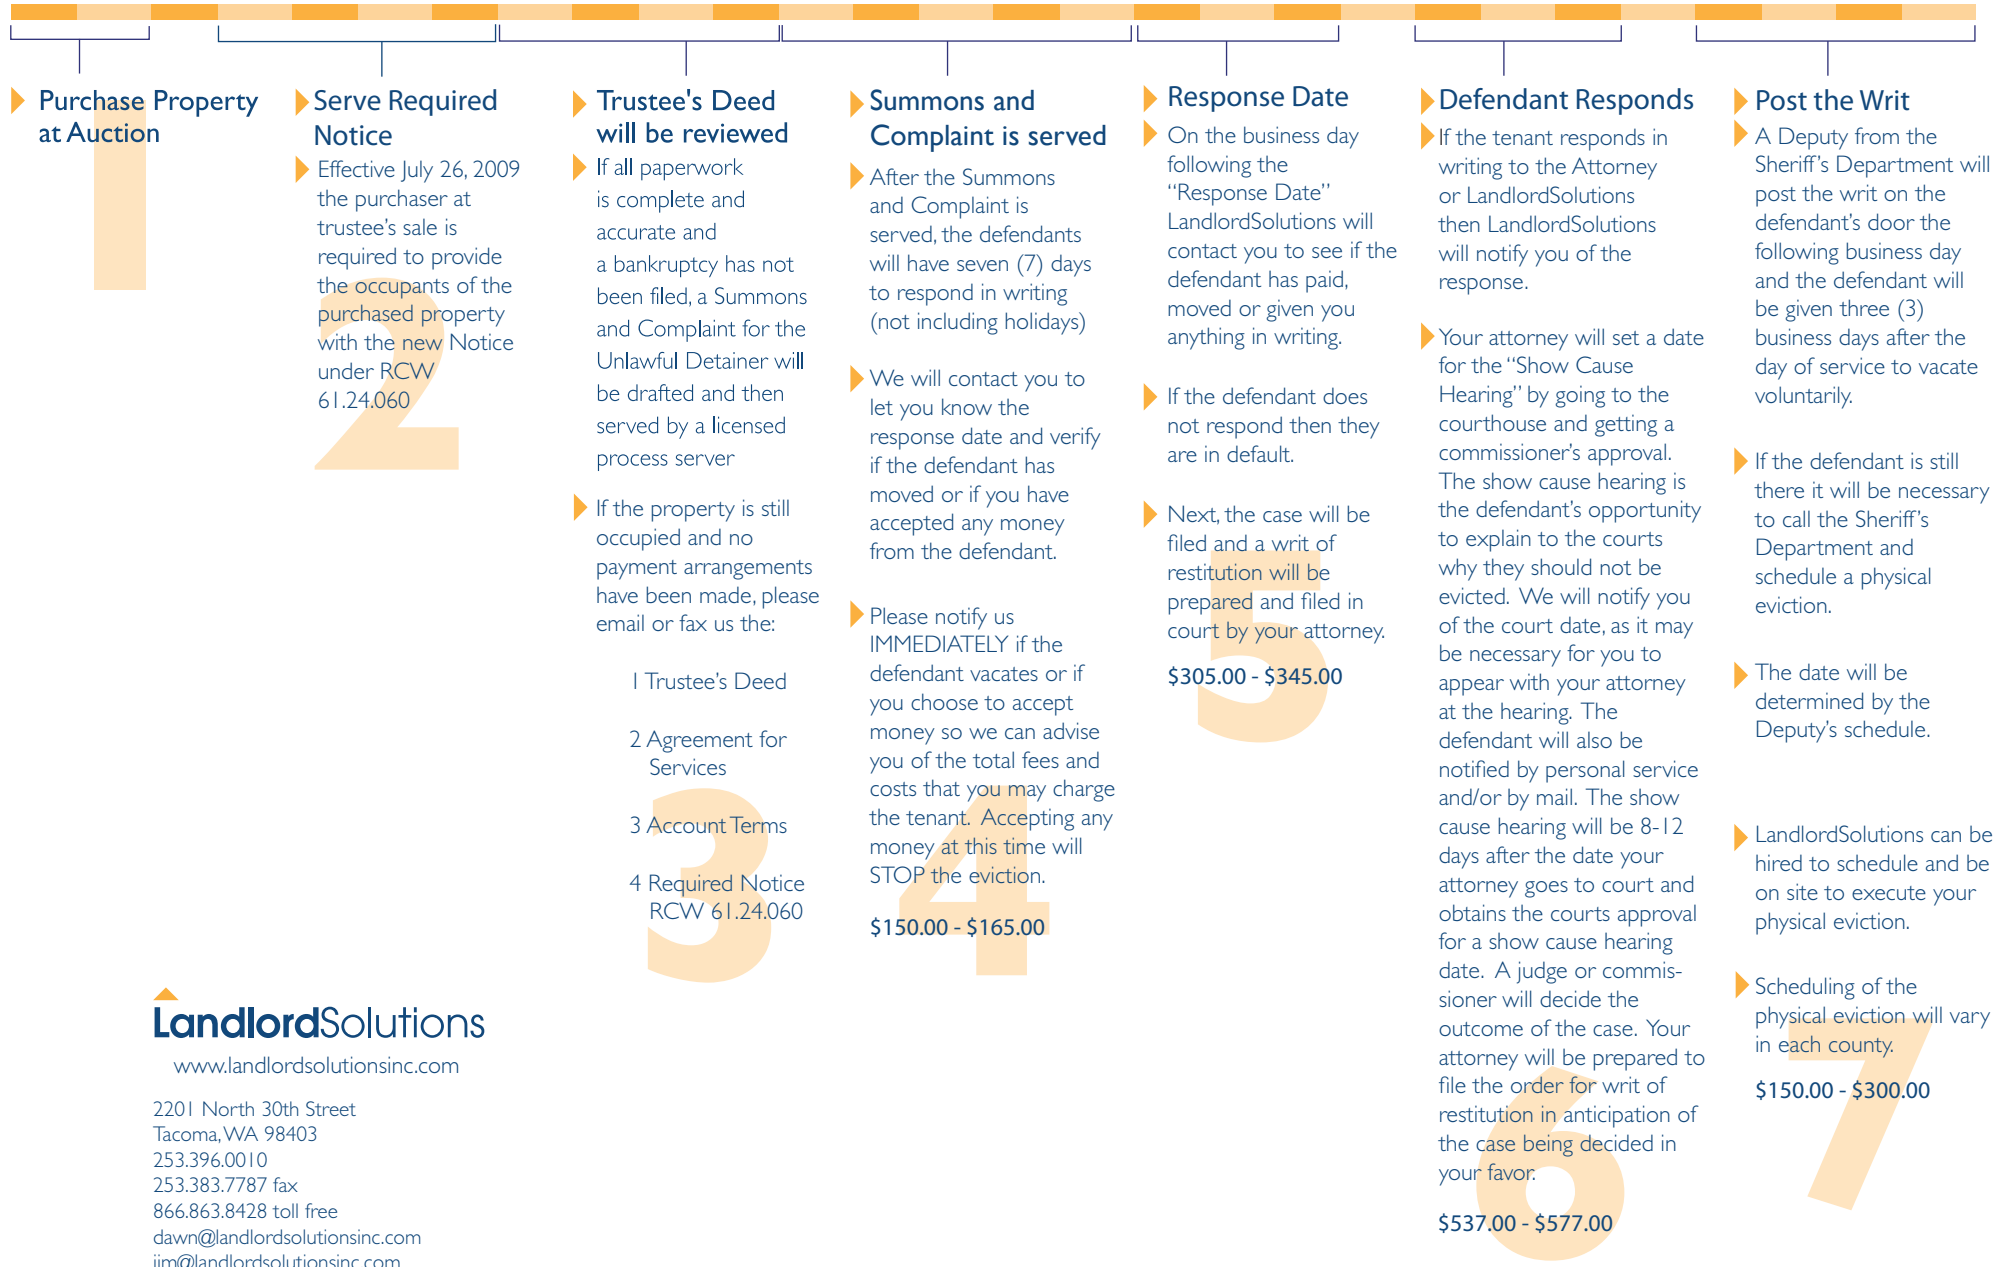 Purchase Property
at Auction
1
Serve Required
Notice
Effective July 26, 2009
the purchaser at
trustee's sale is
required to provide
the occupants of the
purchased property
with the new Notice
under RCW
61.24.060
2
Trustee's Deed
will be reviewed
If all paperwork
is complete and
accurate and
a bankruptcy has not
been filed, a Summons
and Complaint for the
Unlawful Detainer will
be drafted and then
served by a licensed
process server
If the property is still
occupied and no
payment arrangements
have been made, please
email or fax us the:
1 Trustee's Deed
2 Agreement for
Services
3 Account Terms
4 Required Notice
RCW 61.24.060
3
Summons and
Complaint is served
After the Summons
and Complaint is
served, the defendants
will have seven (7) days
to respond in writing
(not including holidays)
We will contact you to
let you know the
response date and verify
if the defendant has
moved or if you have
accepted any money
from the defendant.
Please notify us
IMMEDIATELY if the
defendant vacates or if
you choose to accept
money so we can advise
you of the total fees and
costs that you may charge
the tenant. Accepting any
money at this time will
STOP the eviction.
$150.00 - $165.00
4
Response Date
On the business day
following the
"Response Date"
LandlordSolutions will
contact you to see if the
defendant has paid,
moved or given you
anything in writing.
If the defendant does
not respond then they
are in default.
Next, the case will be
filed and a writ of
restitution will be
prepared and filed in
court by your attorney.
$305.00 - $345.00
5
Defendant Responds
If the tenant responds in
writing to the Attorney
or LandlordSolutions
then LandlordSolutions
will notify you of the
response.
Your attorney will set a date
for the "Show Cause
Hearing" by going to the
courthouse and getting a
commissioner's approval.
The show cause hearing is
the defendant's opportunity
to explain to the courts
why they should not be
evicted. We will notify you
of the court date, as it may
be necessary for you to
appear with your attorney
at the hearing. The
defendant will also be
notified by personal service
and/or by mail. The show
cause hearing will be 8-12
days after the date your
attorney goes to court and
obtains the courts approval
for a show cause hearing
date. A judge or commis-
sioner will decide the
outcome of the case. Your
attorney will be prepared to
file the order for writ of
restitution in anticipation of
the case being decided in
your favor.
$537.00 - $577.00
6
Post the Writ
A Deputy from the
Sheriff's Department will
post the writ on the
defendant's door the
following business day
and the defendant will
be given three (3)
business days after the
day of service to vacate
voluntarily.
If the defendant is still
there it will be necessary
to call the Sheriff's
Department and
schedule a physical
eviction.
The date will be
determined by the
Deputy's schedule.
LandlordSolutions can be
hired to schedule and be
on site to execute your
physical eviction.
Scheduling of the
physical eviction will vary
in each county.
$150.00 - $300.00
7
LandlordSolutions
www.landlordsolutionsinc.com
2201 North 30th Street
Tacoma, WA 98403
253.396.0010
253.383.7787 fax
866.863.8428 toll free
dawn@landlordsolutionsinc.com
jim@landlordsolutionsinc.com